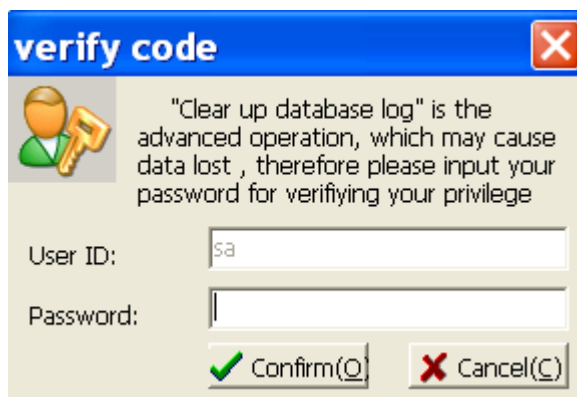 verify code
"Clear up database log" is the
advanced operation, which may cause
data lost , therefore please input your
password for verifiying your privilege
User ID:
sa
Password:
Confirm(O)
Cancel(C)